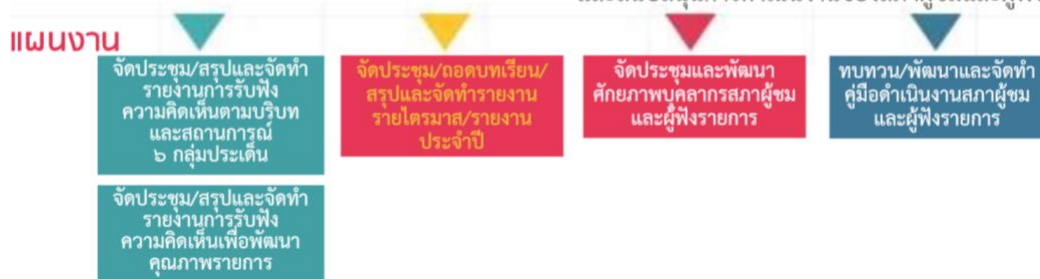 แผนงาน
จัดประชุม/สรุปและจัดทำ
รายงานการรับฟัง
ความคิดเห็นตามบริบท
และสถานการณ์
๖ กลุ่มประเด็น
จัดประชุม/สรุปและจัดทำ
รายงานการรับฟัง
ความคิดเห็นเพื่อพัฒนา
คุณภาพรายการ
จัดประชุม/ถอดบทเรียน/
สรุปและจัดทำรายงาน
รายไตรมาส/รายงาน
ประจำปี
จัดประชุมและพัฒนา
ศักยภาพบุคลากรสภาผู้ชม
และผู้ฟังรายการ
ทบทวน/พัฒนาและจัดทำ
คู่มือดำเนินงานสภาผู้ชม
และผู้ฟังรายการ